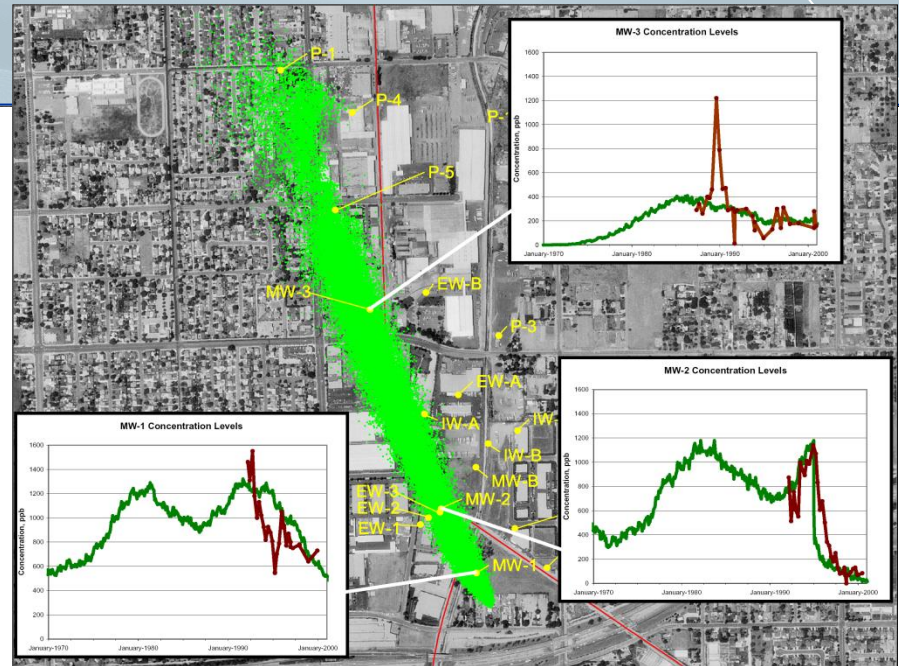 MW-3 Concentration Levels
Concentration, ppb
1600
1400
1200
1000
800
600
400
200
0
January-1970
January-1980
January-1990
January-2000
P-1
P-4
P-5
MW-3
EW-B
P-3
EW-A
IW-A
IW-
IW-B
MW-B
EW-3
MW-2
EW-2
EW-1
MW-1
MW-2 Concentration Levels
Concentration, ppb
1600
1400
1200
1000
800
600
400
200
0
January-1970
January-1980
January-1990
January-2000
MW-1 Concentration Levels
Concentration, ppb
1600
1400
1200
1000
800
600
400
200
0
January-1970
January-1980
January-1990
January-2000